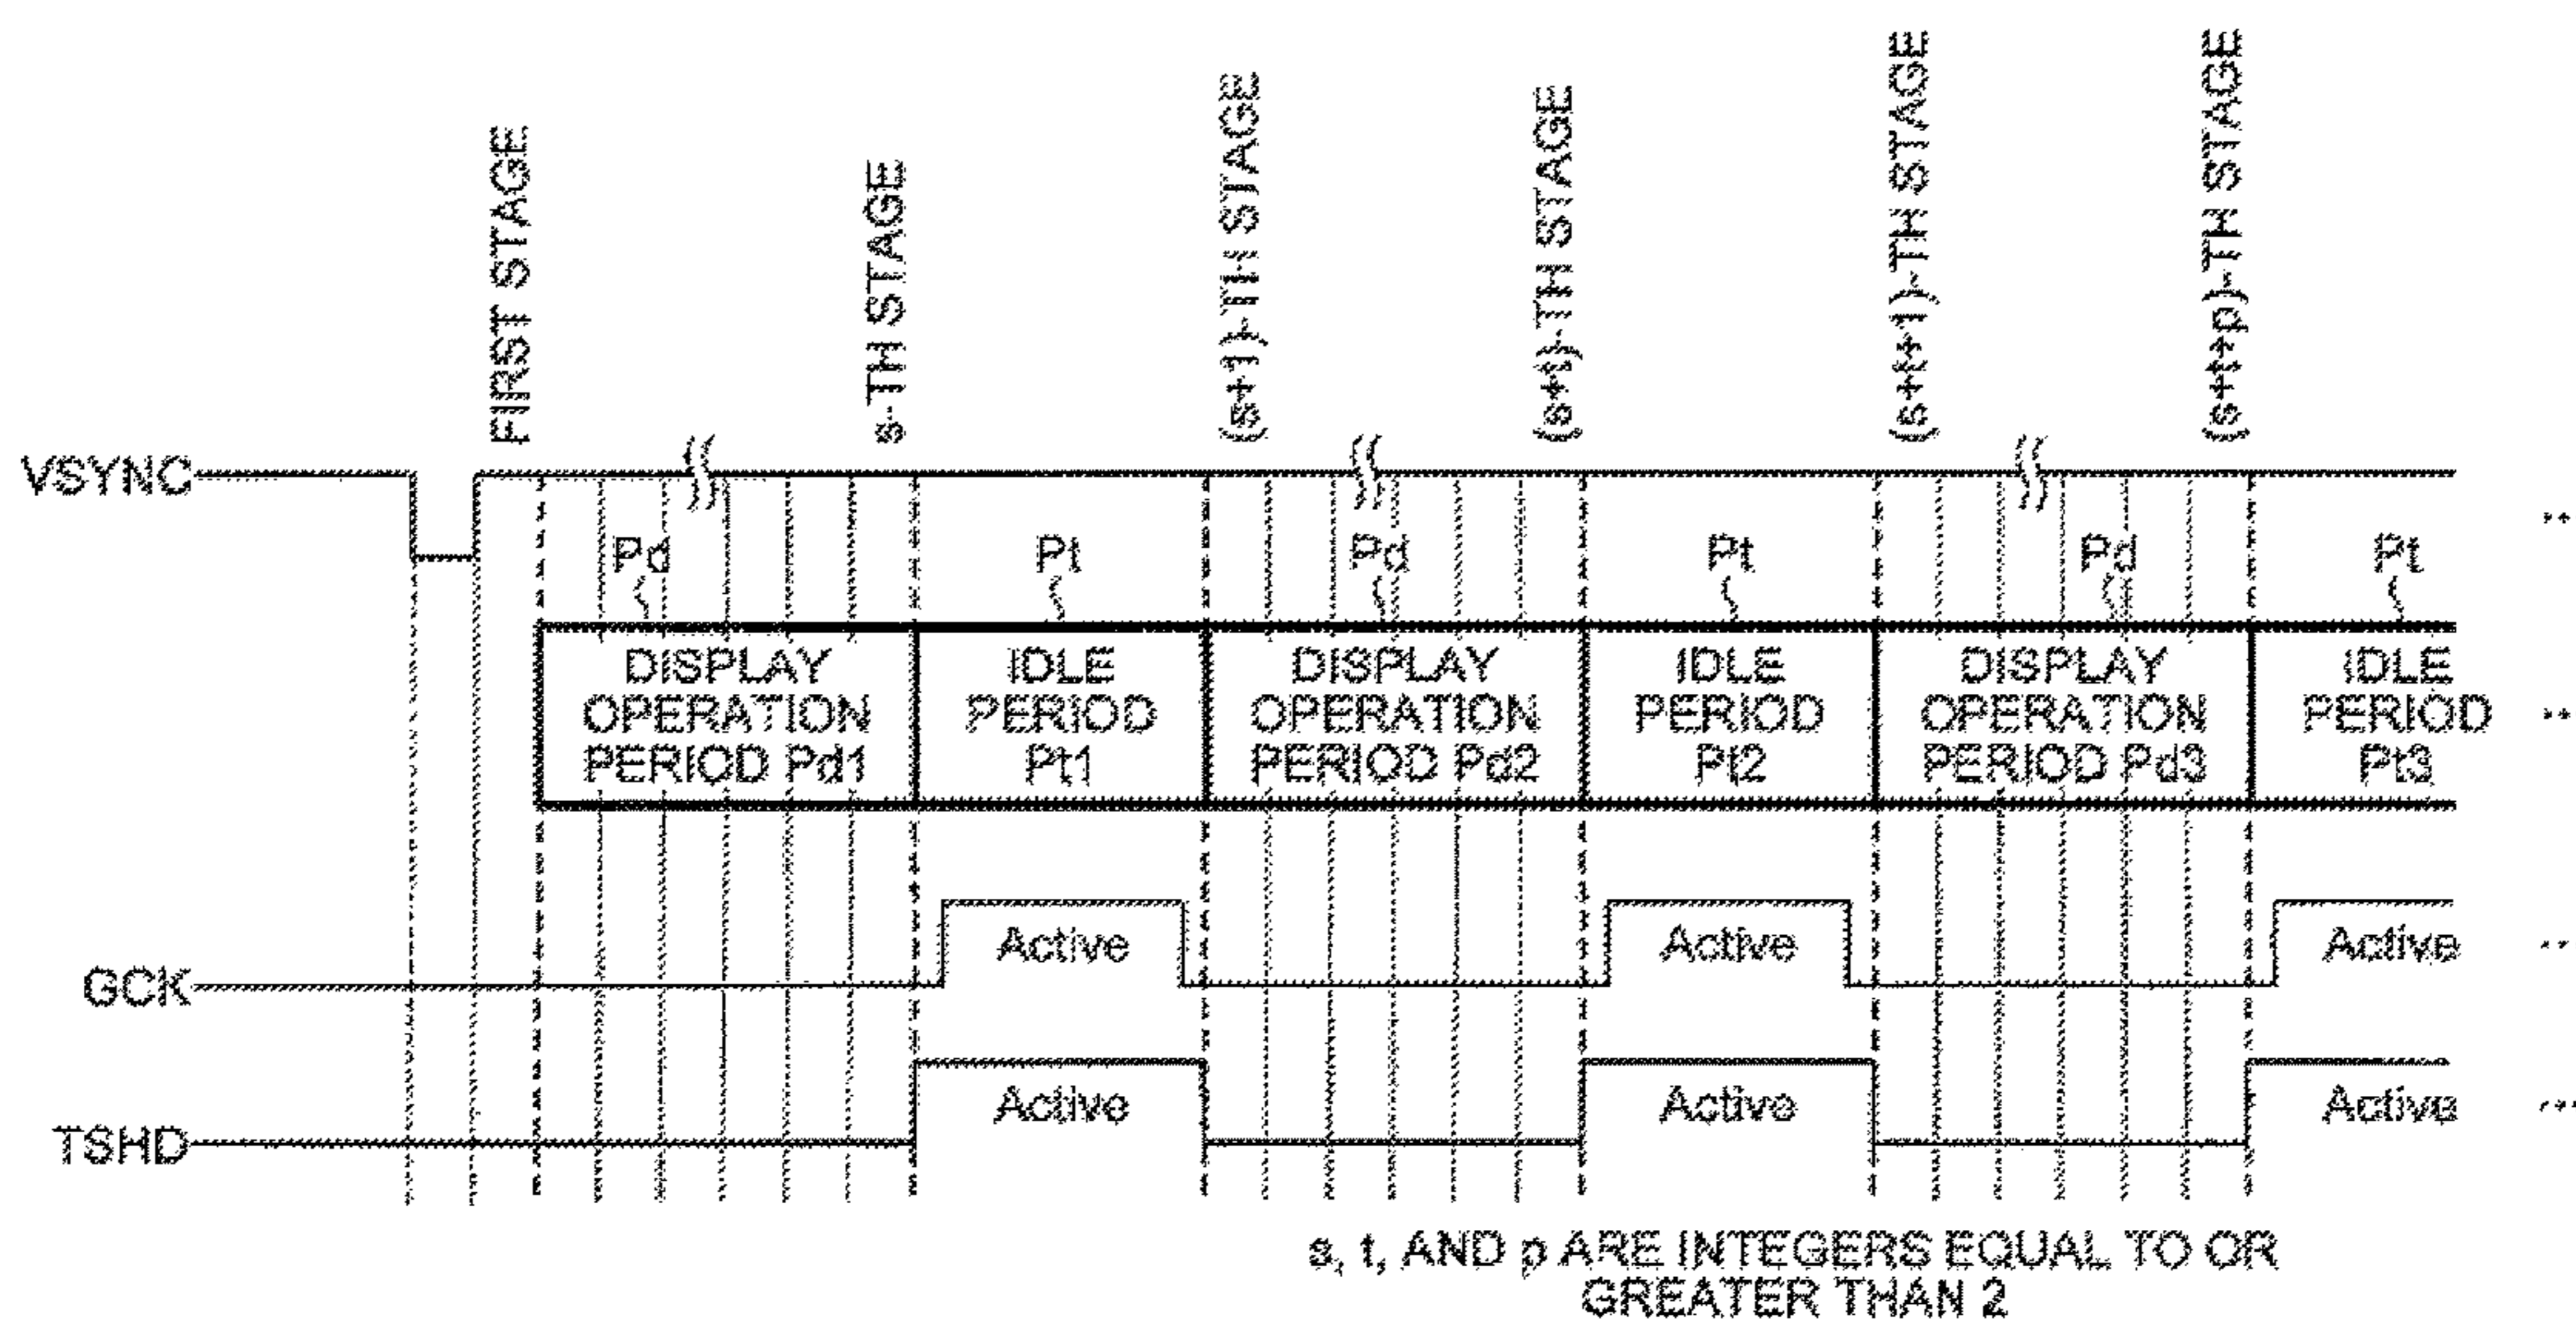 FIRST STAGE
s-TH STAGE
(s+1)-TH STAGE
(s+t)-TH STAGE
(s+t+1)-TH STAGE
(s+t+p)-TH STAGE
VSYNC
Pd
Pt
Pd
Pt
Pd
Pt
DISPLAY
OPERATION
PERIOD Pd1
IDLE
PERIOD
Pt1
DISPLAY
OPERATION
PERIOD Pd2
IDLE
PERIOD
Pt2
DISPLAY
OPERATION
PERIOD Pd3
IDLE
PERIOD
Pt3
GCK
Active
Active
Active
TSHD
Active
Active
Active
s, t, AND p ARE INTEGERS EQUAL TO OR
GREATER THAN 2